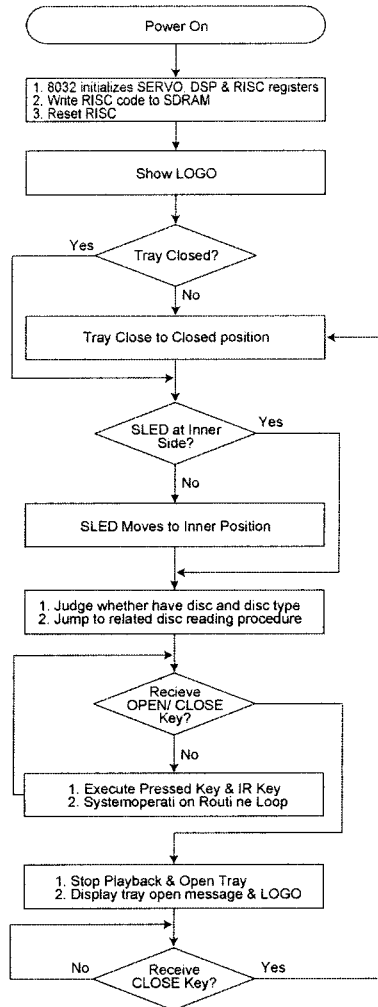 Power On
1. 8032 initializes SERVO, DSP & RISC registers
2. Write RISC code to SDRAM
3. Reset RISC
Show LOGO
Yes
Tray Closed?
No
Tray Close to Closed position
SLED at Inner
Side?
Yes
No
SLED Moves to Inner Position
1. Judge whether have disc and disc type
2. Jump to related disc reading procedure
Recieve
OPEN/ CLOSE
Key?
No
1. Execute Pressed Key & IR Key
2. Systemoperati on Routi ne Loop
1. Stop Playback & Open Tray
2. Display tray open message & LOGO
No
Receive
CLOSE Key?
Yes